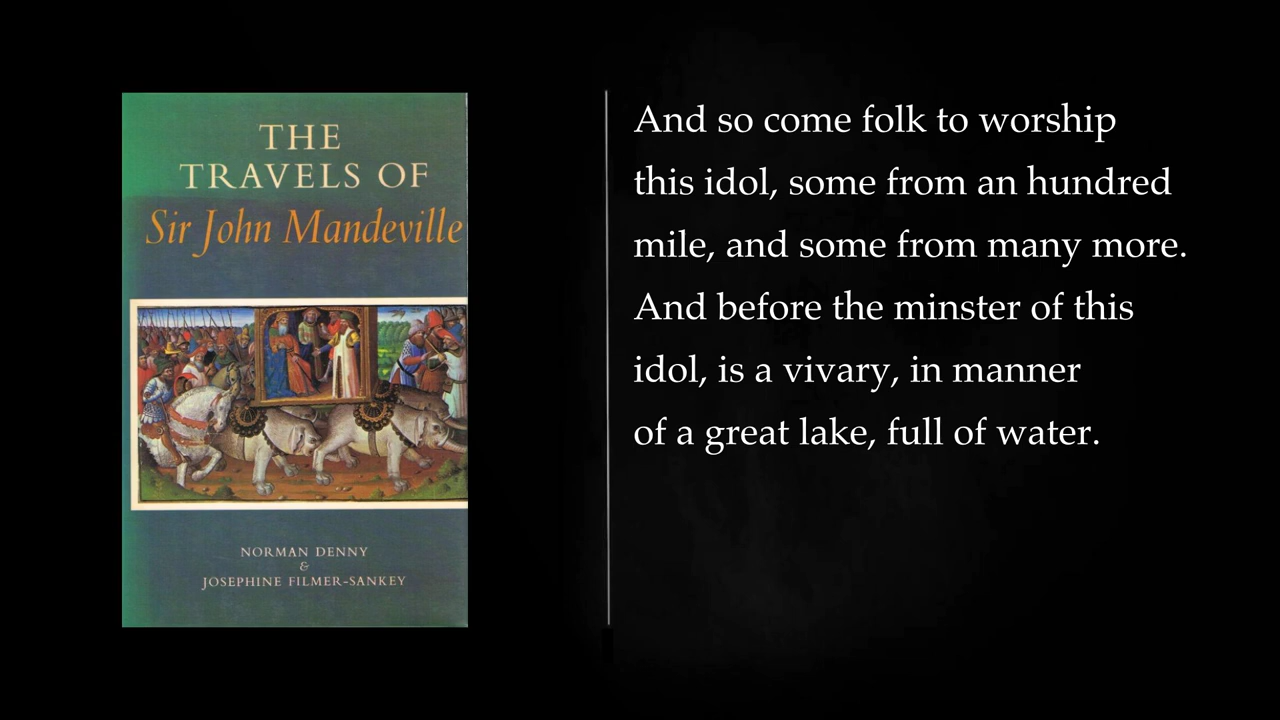 THE
TRAVELS OF
Sir John Mandeville
NORMAN DENNY
&
JOSEPHINE FILMER-SANKEY
And so come folk to worship
this idol, some from an hundred
mile, and some from many more.
And before the minster of this
idol, is a vivary, in manner
of a great lake, full of water.